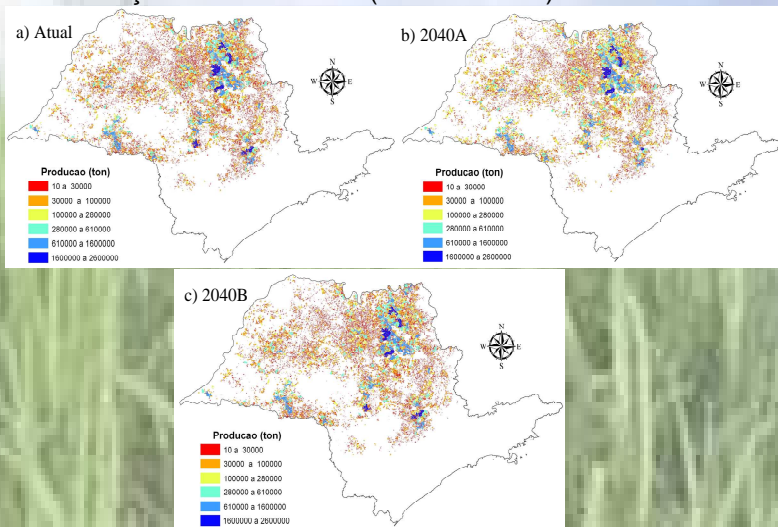 a) Atual
N
W E
S
Producao (ton)
10 a 30000
30000 a 100000
100000 a 280000
280000 a 610000
610000 a 1600000
1600000 a 2600000
b) 2040A
N
W E
S
Producao (ton)
10 a 30000
30000 a 100000
100000 a 280000
280000 a 610000
610000 a 1600000
1600000 a 2600000
c) 2040B
N
W E
S
Producao (ton)
10 a 30000
30000 a 100000
100000 a 280000
280000 a 610000
610000 a 1600000
1600000 a 2600000